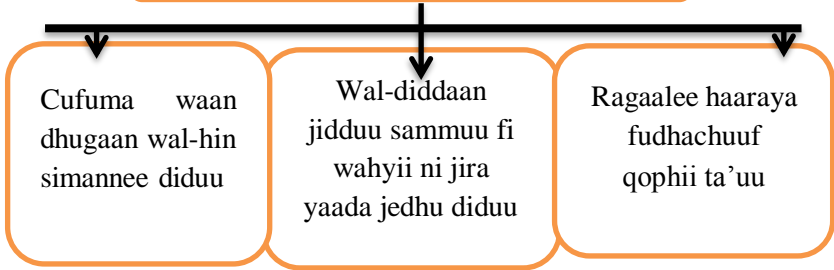 Cufuma waan
dhugaan wal-hin
simannee diduu
Wal-diddaan
jidduu sammuu fi
wahyii ni jira
yaada jedhu diduu
Ragaalee haaraya
fudhachuuf
qophii ta’uu